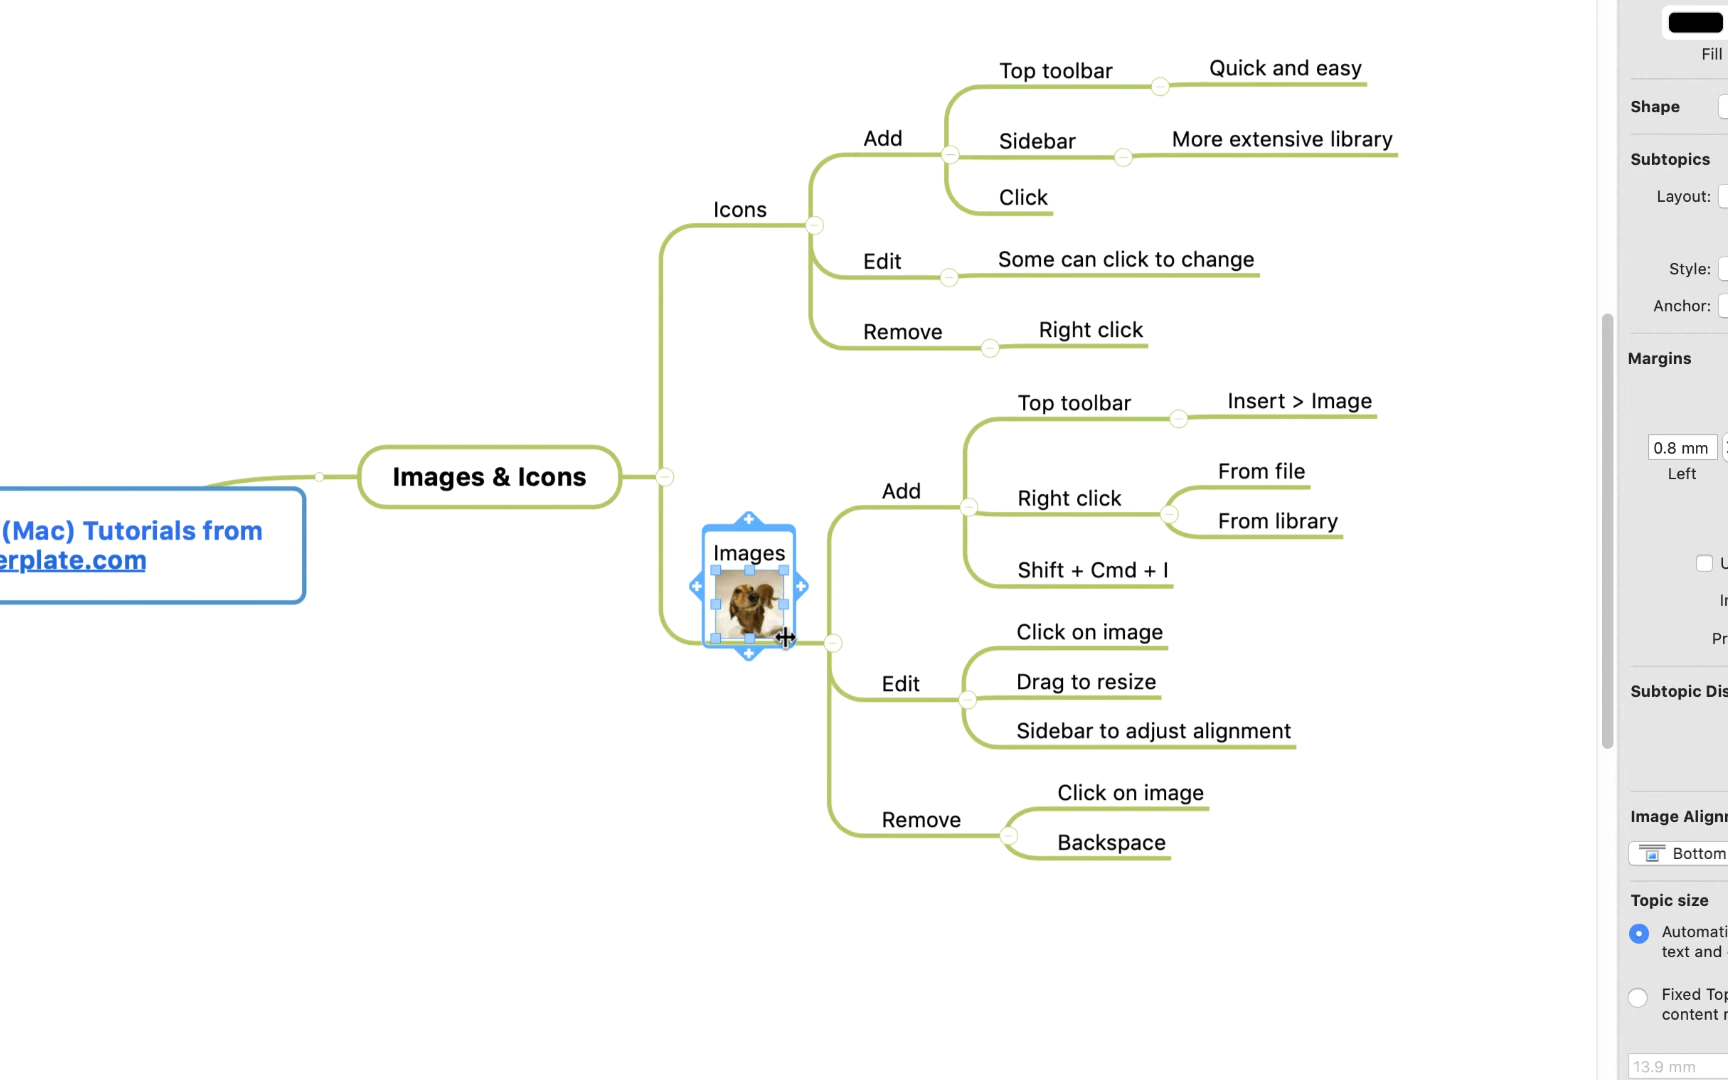 (Mac) Tutorials from
erplate.com
Images & Icons
Icons
Add
Top toolbar
Quick and easy
Sidebar
More extensive library
Click
Edit
Some can click to change
Remove
Right click
Images
Add
Top toolbar
Insert > Image
Right click
From file
From library
Shift + Cmd + I
Edit
Click on image
Drag to resize
Sidebar to adjust alignment
Remove
Click on image
Backspace
Fill
Shape
Subtopics
Layout:
Style:
Anchor:
Margins
0.8 mm
Left
Subtopic Dis
Image Alignm
Bottom
Topic size
Automati
text and
Fixed Top
content
13.9 mm